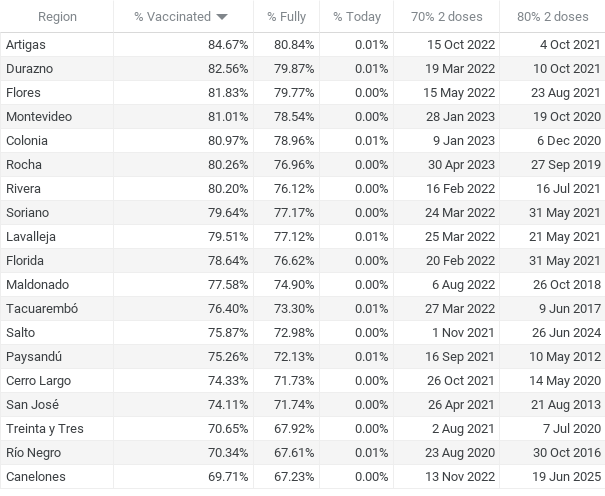 Region % Vaccinated % Fully % Today 70% 2 doses 80% 2 doses
Artigas 84.67% 80.84% 0.01% 15 Oct 2022 4 Oct 2021
Durazno 82.56% 79.87% 0.01% 19 Mar 2022 10 Oct 2021
Flores 81.83% 79.77% 0.00% 15 May 2022 23 Aug 2021
Montevideo 81.01% 78.54% 0.00% 28 Jan 2023 19 Oct 2020
Colonia 80.97% 78.96% 0.01% 9 Jan 2023 6 Dec 2020
Rocha 80.26% 76.96% 0.00% 30 Apr 2023 27 Sep 2019
Rivera 80.20% 76.12% 0.00% 16 Feb 2022 16 Jul 2021
Soriano 79.64% 77.17% 0.00% 24 Mar 2022 31 May 2021
Lavalleja 79.51% 77.12% 0.01% 25 Mar 2022 21 May 2021
Florida 78.64% 76.62% 0.00% 20 Feb 2022 31 May 2021
Maldonado 77.58% 74.90% 0.00% 6 Aug 2022 26 Oct 2018
Tacuarembó 76.40% 73.30% 0.01% 27 Mar 2022 9 Jun 2017
Salto 75.87% 72.98% 0.00% 1 Nov 2021 26 Jun 2024
Paysandú 75.26% 72.13% 0.01% 16 Sep 2021 10 May 2012
Cerro Largo 74.33% 71.73% 0.00% 26 Oct 2021 14 May 2020
San José 74.11% 71.74% 0.00% 26 Apr 2021 21 Aug 2013
Treinta y Tres 70.65% 67.92% 0.00% 2 Aug 2021 7 Jul 2020
Río Negro 70.34% 67.61% 0.01% 23 Aug 2020 30 Oct 2016
Canelones 69.71% 67.23% 0.00% 13 Nov 2022 19 Jun 2025